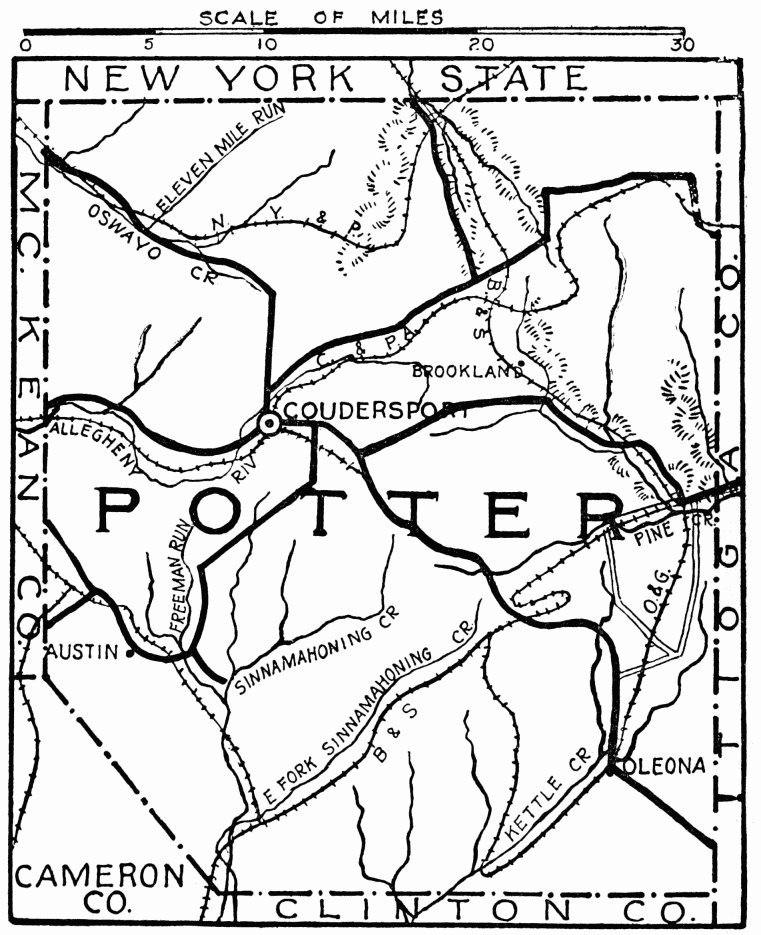 SCALE OF MILES
0 5 10 20 30
NEW YORK STATE
MC. KEAN CO.
ELEVEN MILE RUN
OSWAYO CR
N. Y. & P.
B. & S.
C. & P.A.
BROOKLAND
COUDERSPORT
ALLEGHENY RIV
POTTER
FREEMAN RUN
PINE CR.
O.&G.
AUSTIN
SINNAMAHONING CR
E FORK SINNAMAHONING CR.
B & S
KETTLE CR
OLEONA
TIOGA CO.
CAMERON
CO.
CLINTON CO.